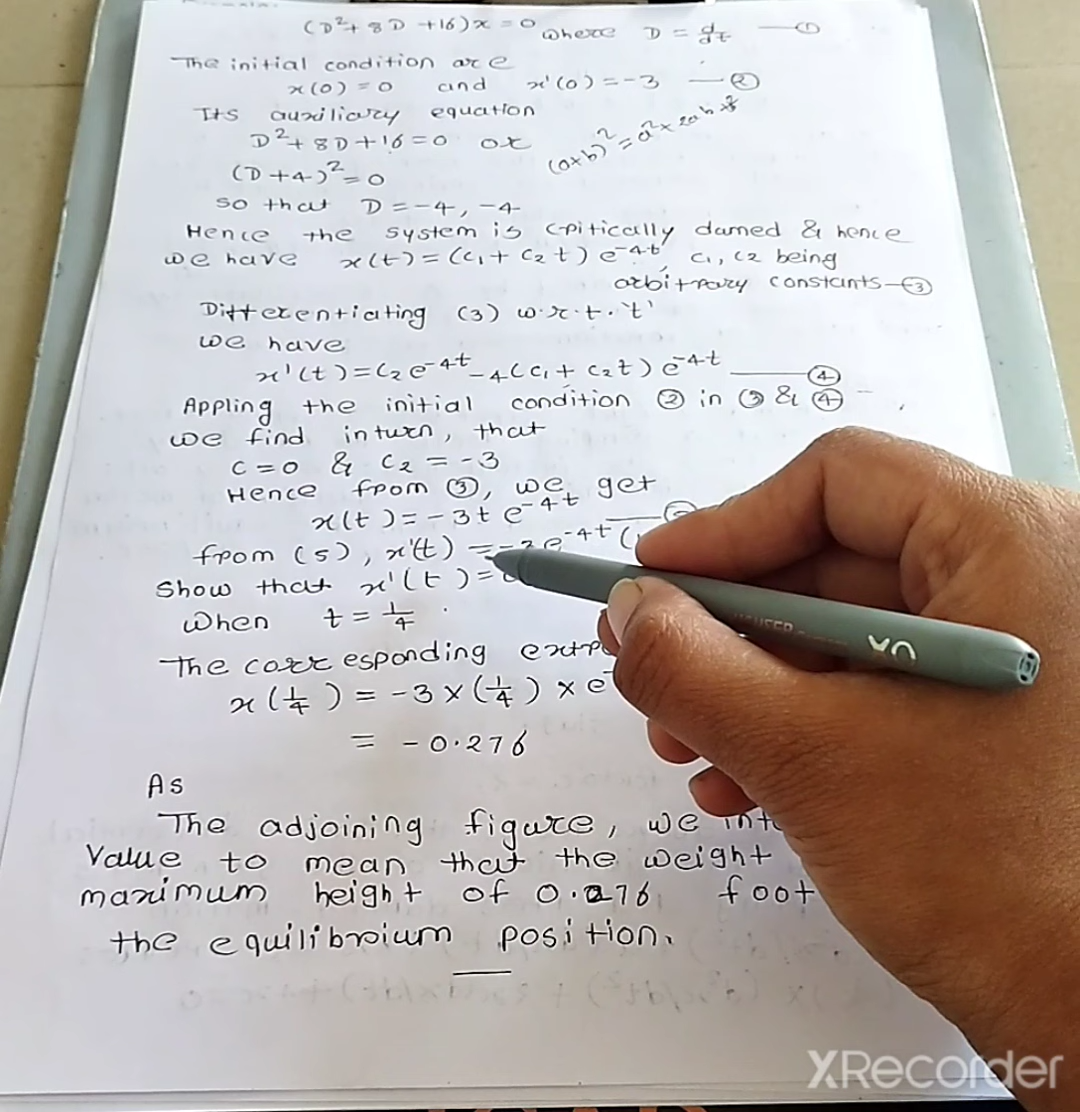 (D²+ 8D +16)x = 0 where D = d/dt —①
The initial condition are
x(0) = 0 and x'(0) = -3 —②
Its auxiliary equation
D²+ 8D+16=0 or
(a×b)² = a²× 2ab ×
(D+4)²=0
so that D = -4, -4
Hence the system is cpitically damed & hence
we have x(t) = (c₁ + c₂t) e⁻⁴ᵗ, c₁, c₂ being
arbitrary constants—③
Differentiating (3) w.r.t. 't'
we have
x'(t) = c₂e⁻⁴ᵗ - 4(c₁ + c₂t) e⁻⁴ᵗ —④
Appling the initial condition ② in ③ & ④
we find inturn, that
c = 0 & c₂ = -3
Hence from ③, we get
x(t) = -3t e⁻⁴ᵗ
from (5), x'(t) = -3e⁻⁴ᵗ (
Show that x'(t) =
When t = 1/4 .
The corresponding
x(1/4) = -3 × (1/4) × e
= -0.276
As
The adjoining figure, we
Value to mean that the weight
maximum height of 0.276 foot
the equilibrium position.
XRecorder